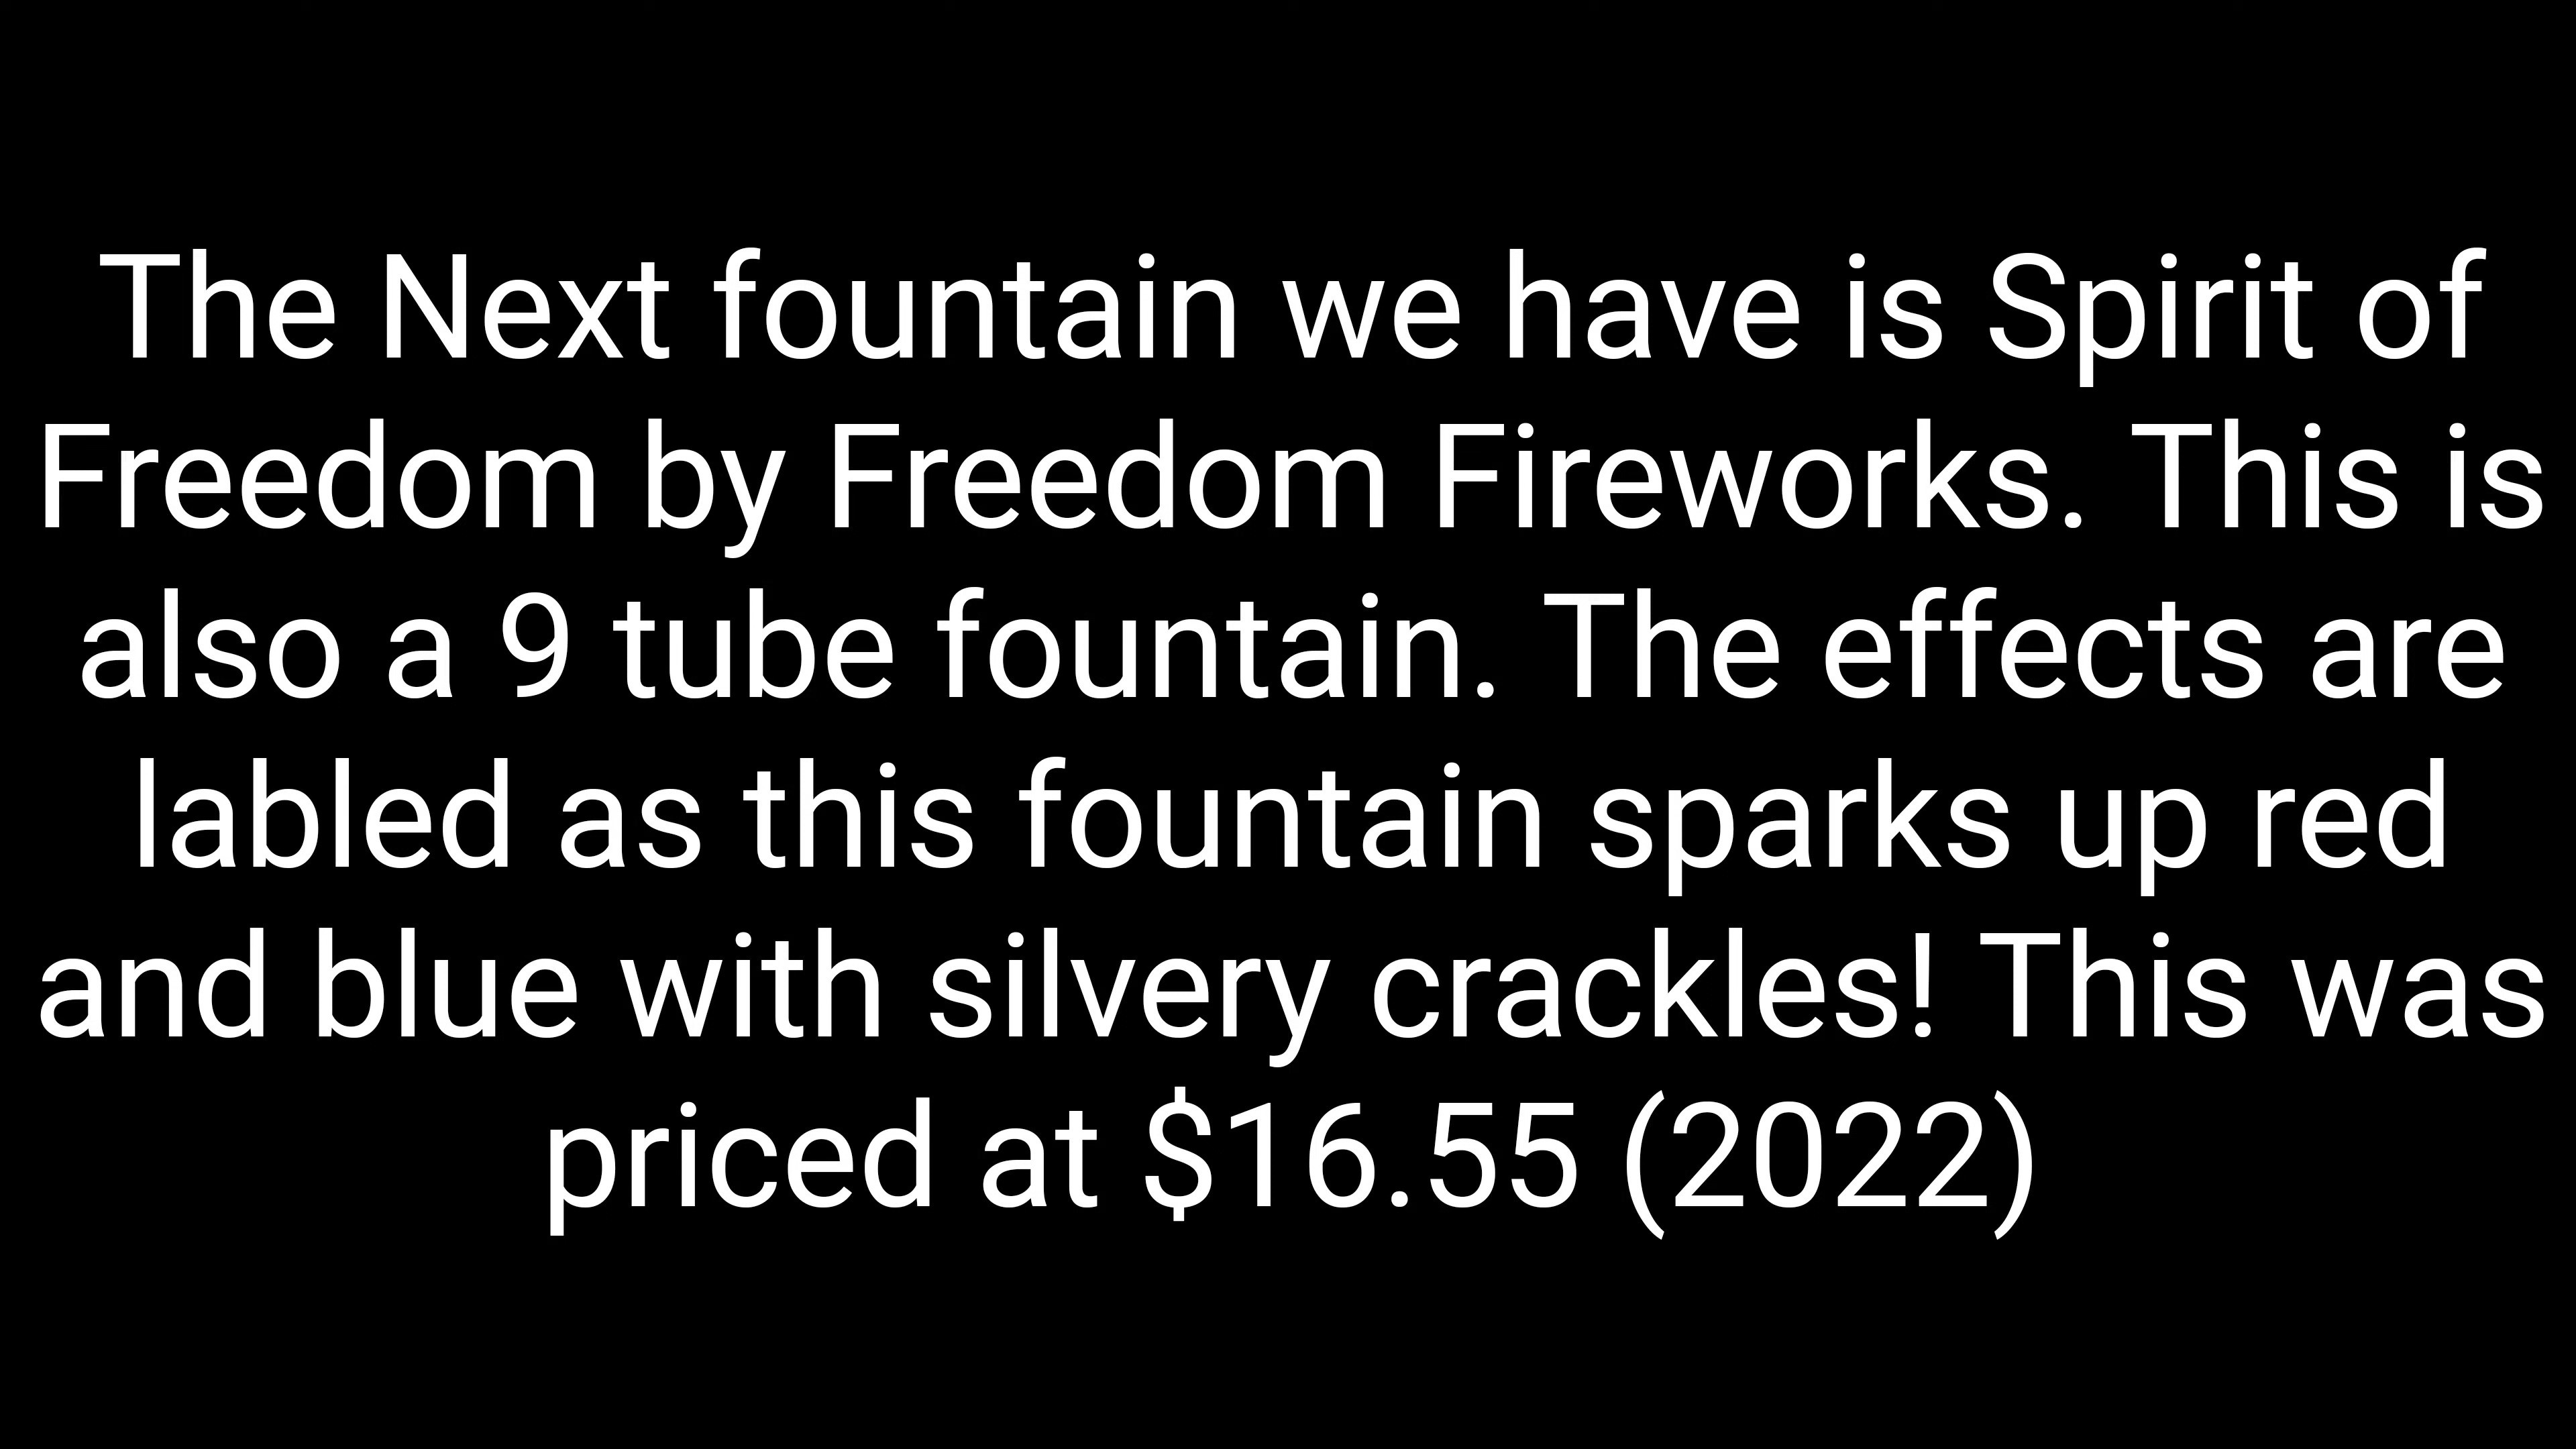 The Next fountain we have is Spirit of
Freedom by Freedom Fireworks. This is
also a 9 tube fountain. The effects are
labled as this fountain sparks up red
and blue with silvery crackles! This was
priced at $16.55 (2022)